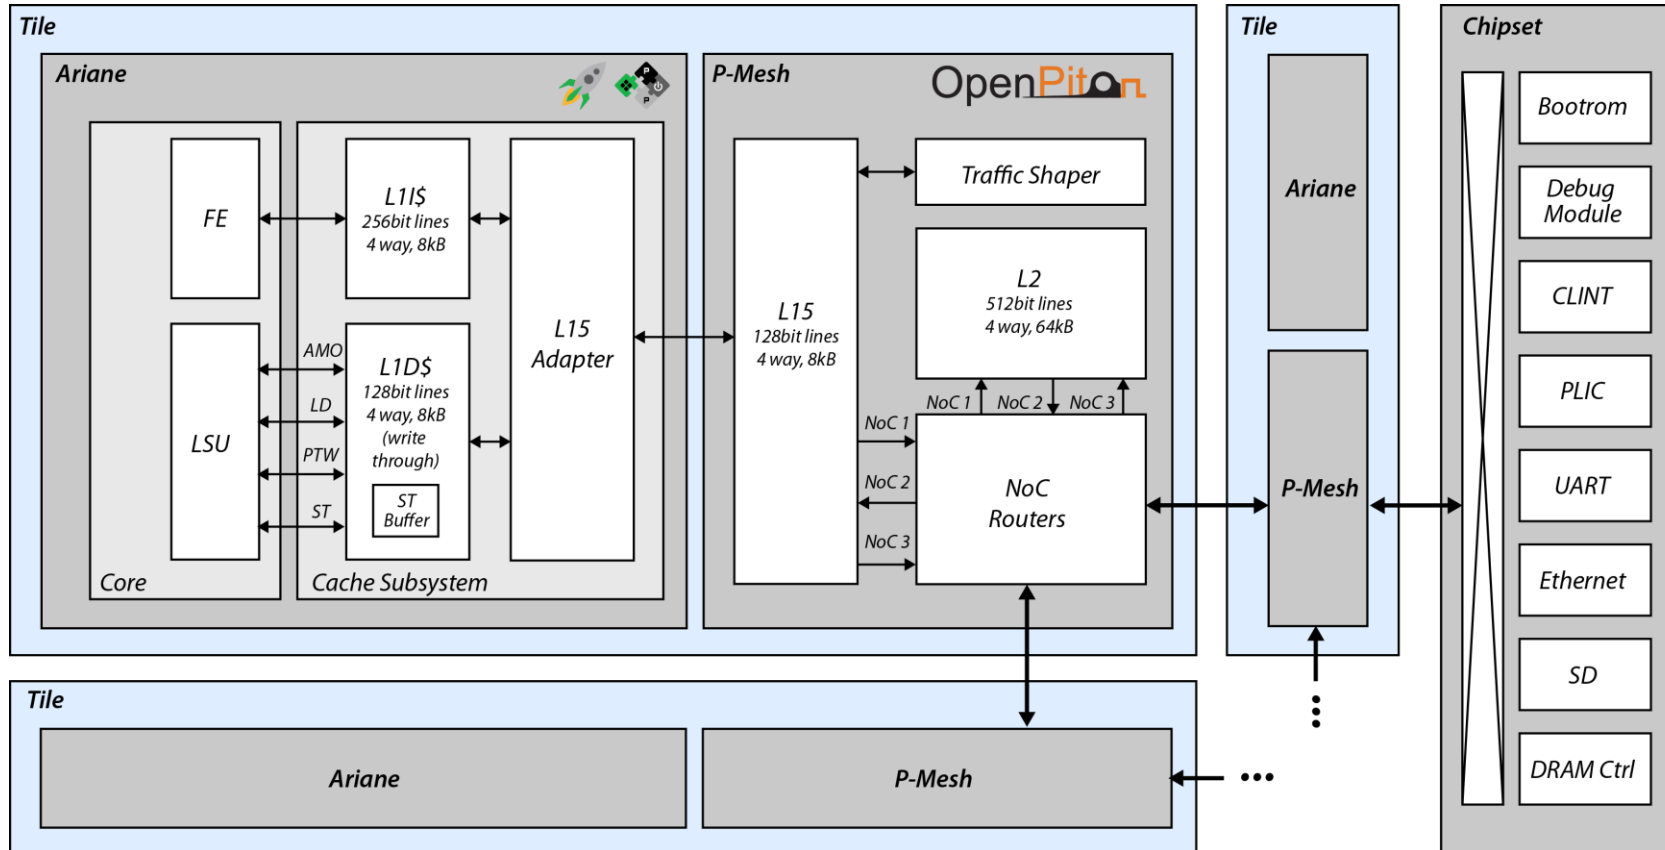 Tile
Ariane
Core
FE
LSU
AMO
LD
PTW
ST
Cache Subsystem
L1I$
256bit lines
4 way, 8kB
L1D$
128bit lines
4 way, 8kB
(write
through)
ST
Buffer
L15
Adapter
P-Mesh
OpenPiton
L15
128bit lines
4 way, 8kB
Traffic Shaper
L2
512bit lines
4 way, 64kB
NoC 1
NoC 2
NoC 3
NoC 1
NoC 2
NoC 3
NoC
Routers
Tile
Ariane
P-Mesh
Chipset
Bootrom
Debug
Module
CLINT
PLIC
UART
Ethernet
SD
DRAM Ctrl
Tile
Ariane
P-Mesh